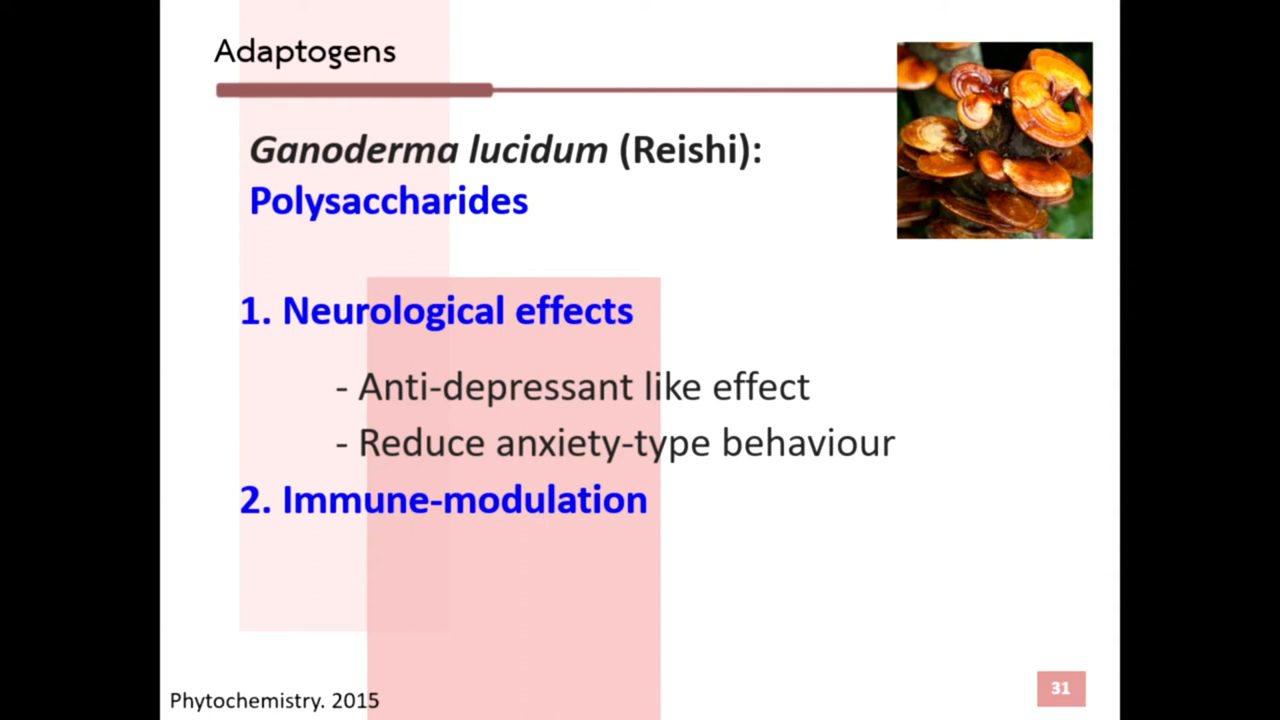 Adaptogens
Ganoderma lucidum (Reishi):
Polysaccharides
1. Neurological effects
- Anti-depressant like effect
- Reduce anxiety-type behaviour
2. Immune-modulation
Phytochemistry. 2015
31